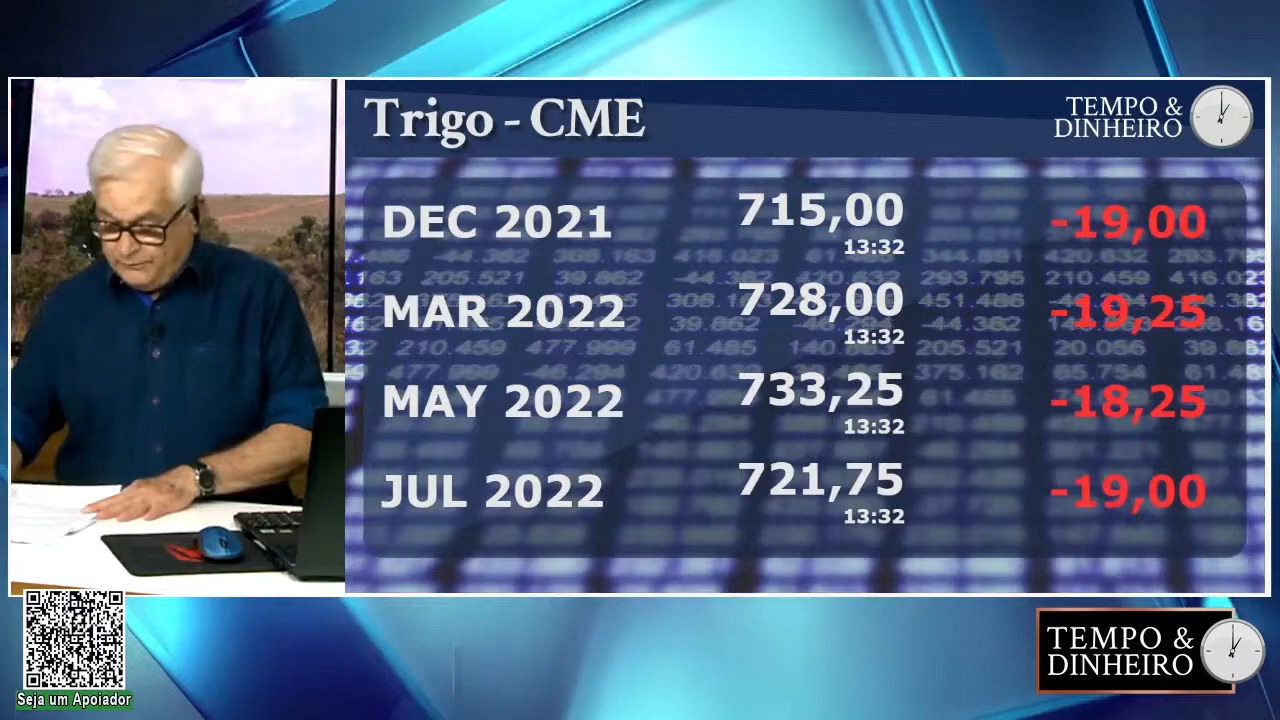 Trigo - CME
TEMPO &
DINHEIRO
DEC 2021 715,00 -19,00
13:32
MAR 2022 728,00 -19,25
13:32
MAY 2022 733,25 -18,25
13:32
JUL 2022 721,75 -19,00
13:32
Seja um Apoiador
TEMPO &
DINHEIRO